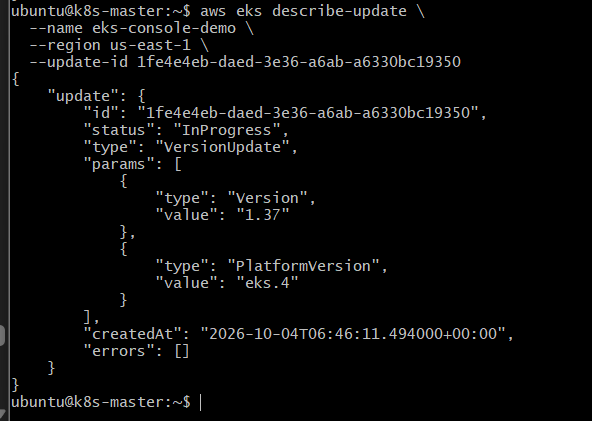 ubuntu@k8s-master:~$ aws eks describe-update \
  --name eks-console-demo \
  --region us-east-1 \
  --update-id 1fe4e4eb-daed-3e36-a6ab-a6330bc19350
{
    "update": {
        "id": "1fe4e4eb-daed-3e36-a6ab-a6330bc19350",
        "status": "InProgress",
        "type": "VersionUpdate",
        "params": [
            {
                "type": "Version",
                "value": "1.37"
            },
            {
                "type": "PlatformVersion",
                "value": "eks.4"
            }
        ],
        "createdAt": "2026-10-04T06:46:11.494000+00:00",
        "errors": []
    }
}
ubuntu@k8s-master:~$